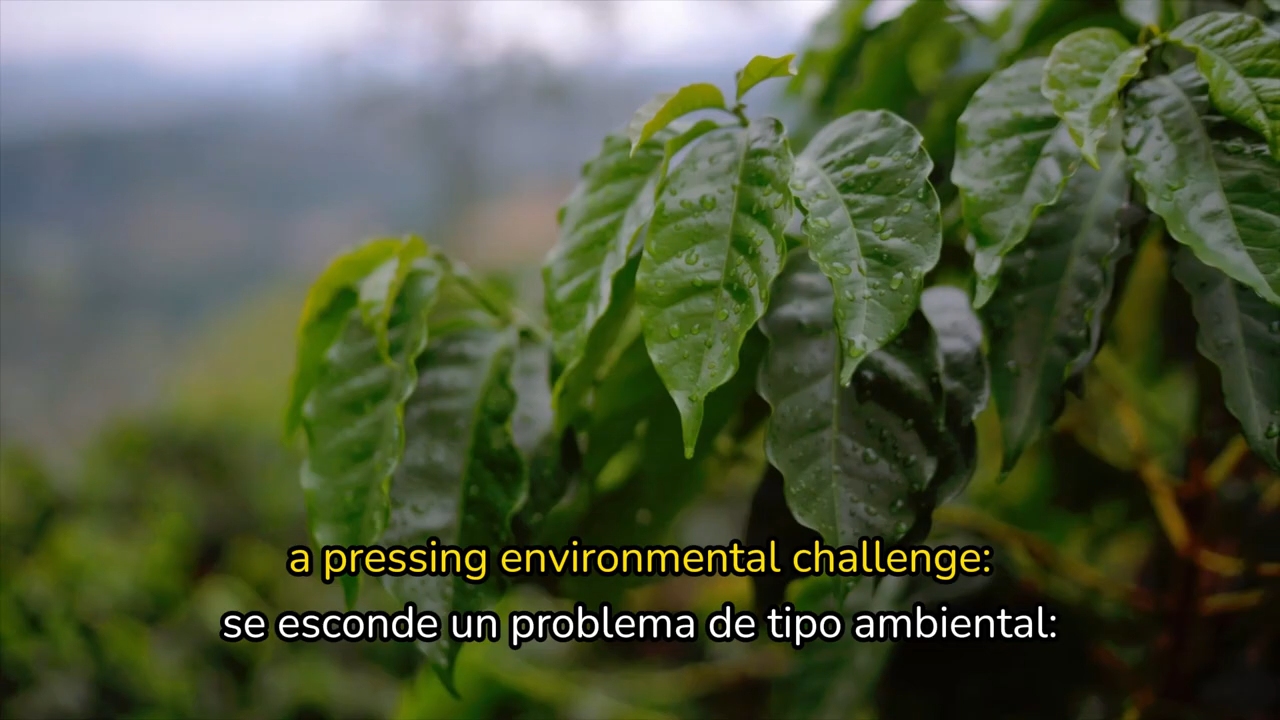 a pressing environmental challenge:
se esconde un problema de tipo ambiental: